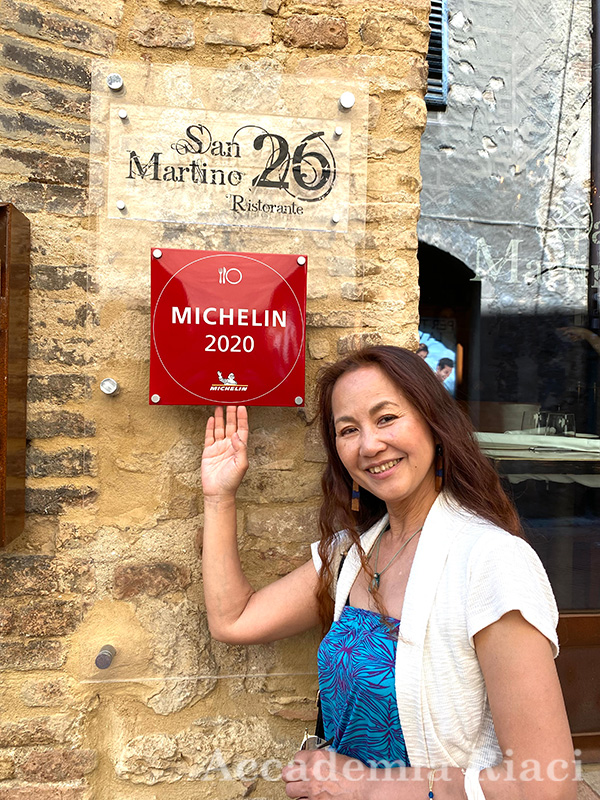 San
Martino 26
Ristorante
MICHELIN
2020
MICHELIN
Accademia Riaci